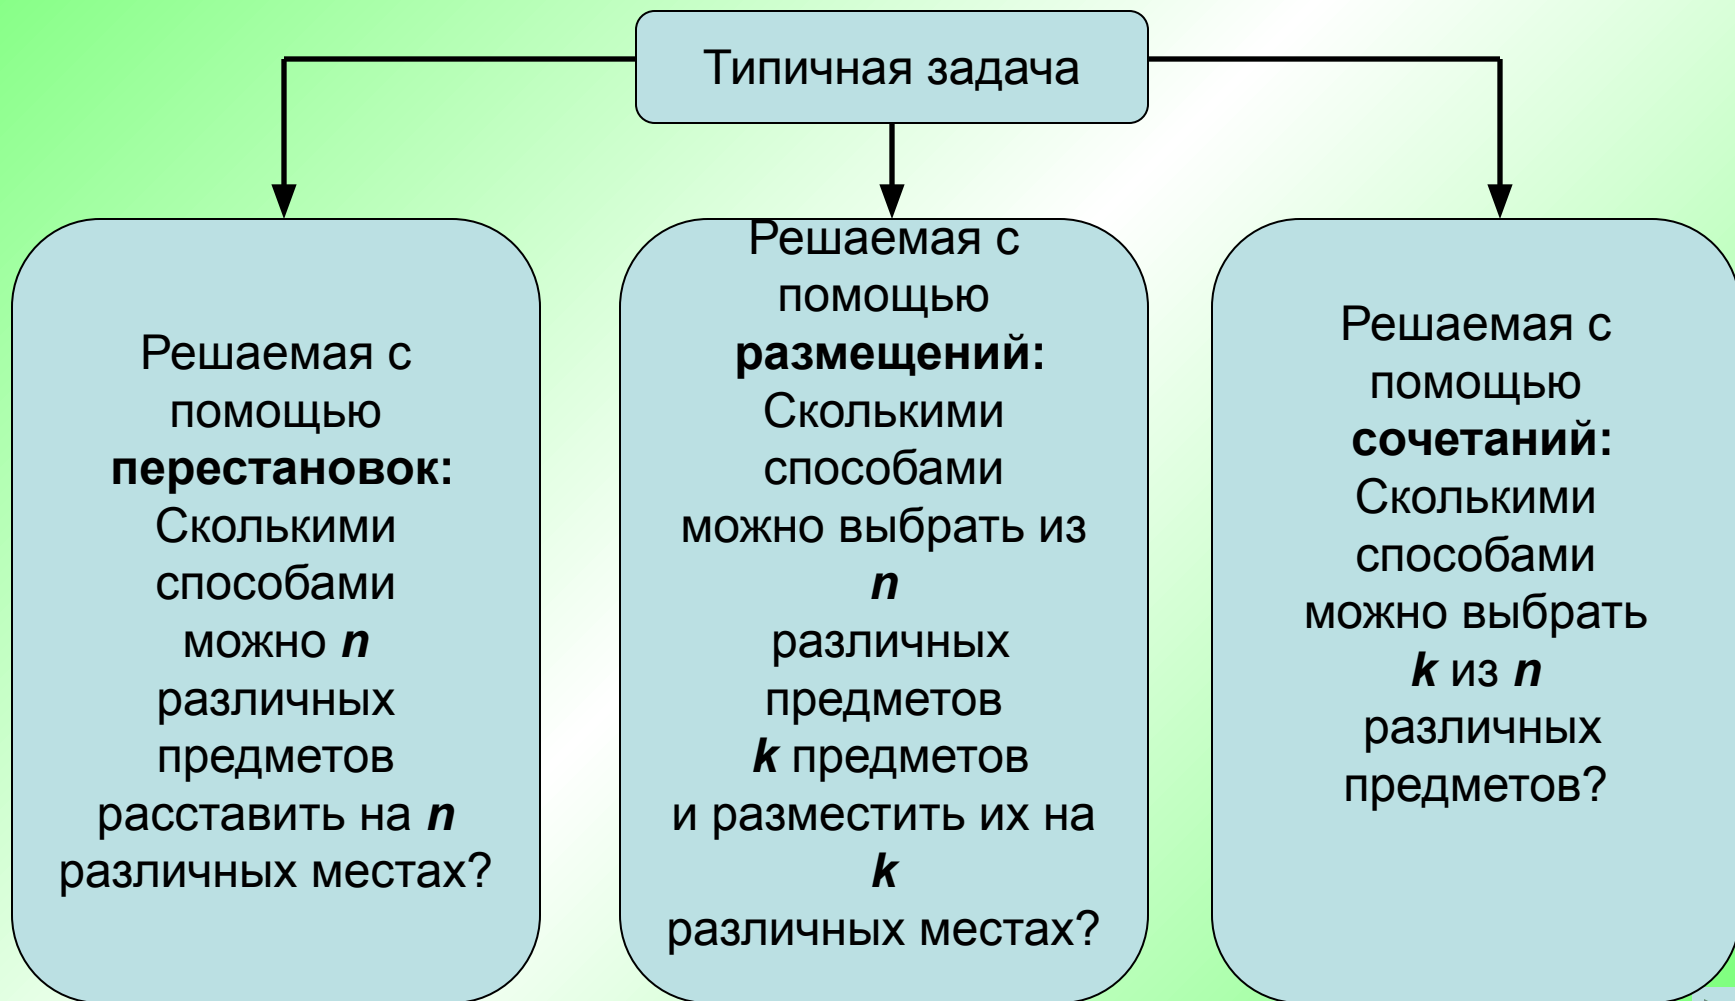 Типичная задача
Решаемая с
помощью
перестановок:
Сколькими
способами
можно n
различных
предметов
расставить на n
различных местах?
Решаемая с
помощью
размещений:
Сколькими
способами
можно выбрать из
n
различных
предметов
k предметов
и разместить их на
k
различных местах?
Решаемая с
помощью
сочетаний:
Сколькими
способами
можно выбрать
k из n
различных
предметов?